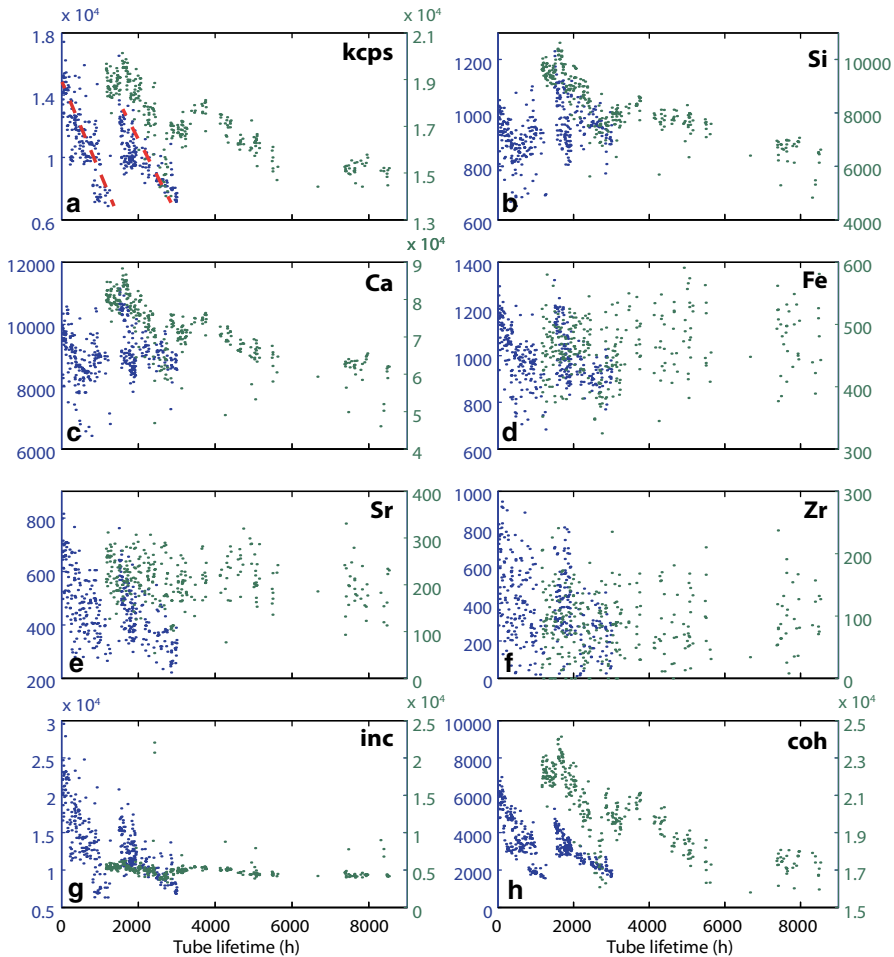 x 10⁴ x 10⁴
1.8 2.1
1.4 1.9
1 1.7
0.6 1.5
1.3
kcps
a
1200 10000
1000 8000
800 6000
600 4000
Si
b
x 10⁴
12000 9
10000 8
8000 7
6000 6
5
4
Ca
c
1400 600
1200 500
1000 400
800 300
600
Fe
d
800 400
600 300
400 200
200 100
0
Sr
e
1000 300
800 200
600 100
400 0
200
0
Zr
f
x 10⁴ x 10⁴
3 2.5
2.5 2
2 1.5
1.5 1
1 0.5
0.5 0
inc
g
0 2000 4000 6000 8000
Tube lifetime (h)
x 10⁴
10000 2.5
8000 2.3
6000 2.1
4000 1.9
2000 1.7
0 1.5
coh
h
0 2000 4000 6000 8000
Tube lifetime (h)